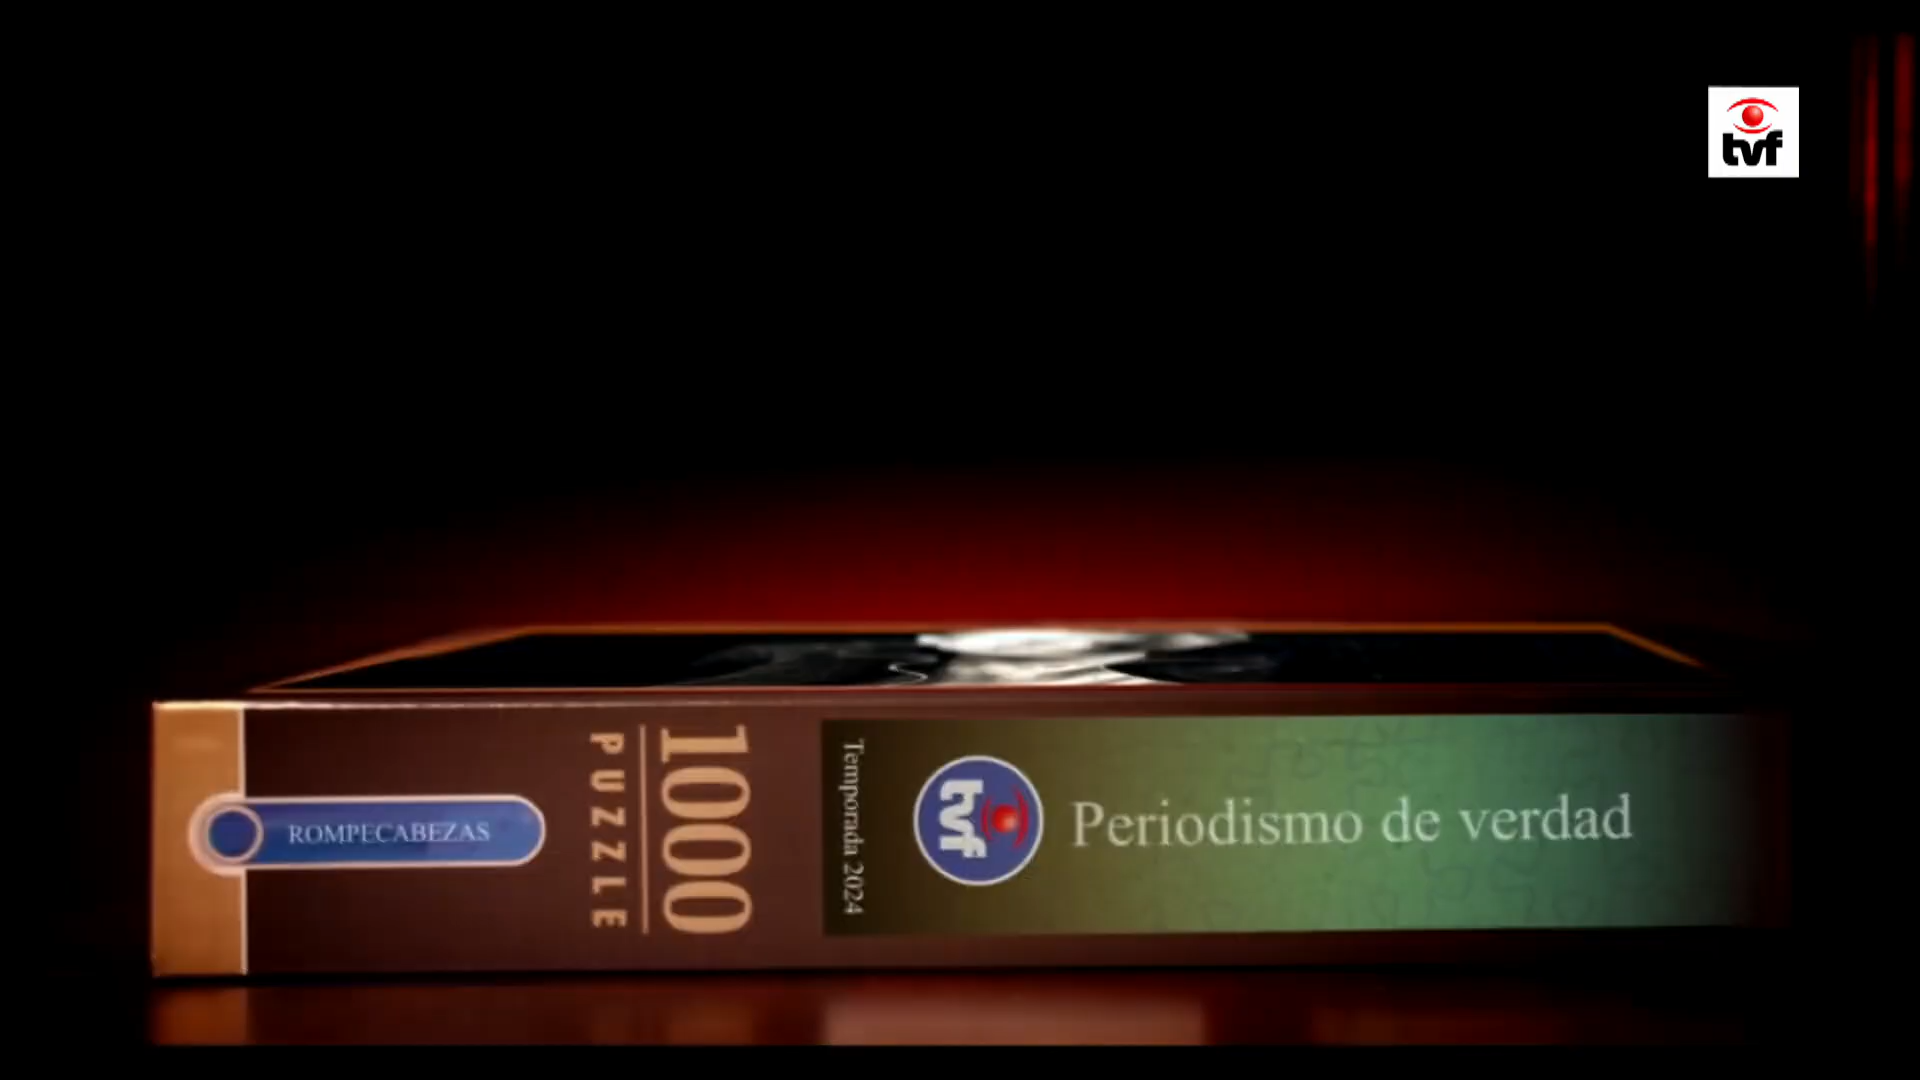 tvf
ROMPECABEZAS
1000
PUZZLE
Temporada 2024
tvf
Periodismo de verdad